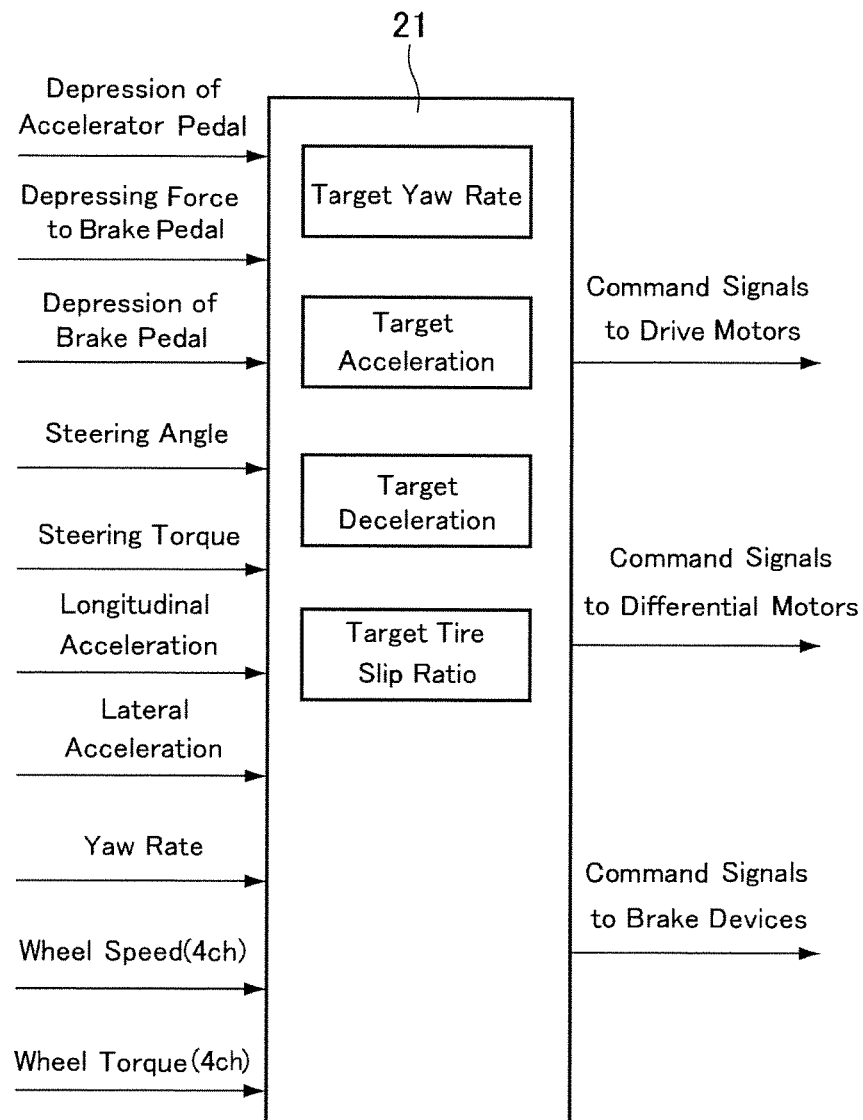 21
Depression of
Accelerator Pedal
Depressing Force
to Brake Pedal
Depression of
Brake Pedal
Steering Angle
Steering Torque
Longitudinal
Acceleration
Lateral
Acceleration
Yaw Rate
Wheel Speed(4ch)
Wheel Torque(4ch)
Target Yaw Rate
Target
Acceleration
Target
Deceleration
Target Tire
Slip Ratio
Command Signals
to Drive Motors
Command Signals
to Differential Motors
Command Signals
to Brake Devices